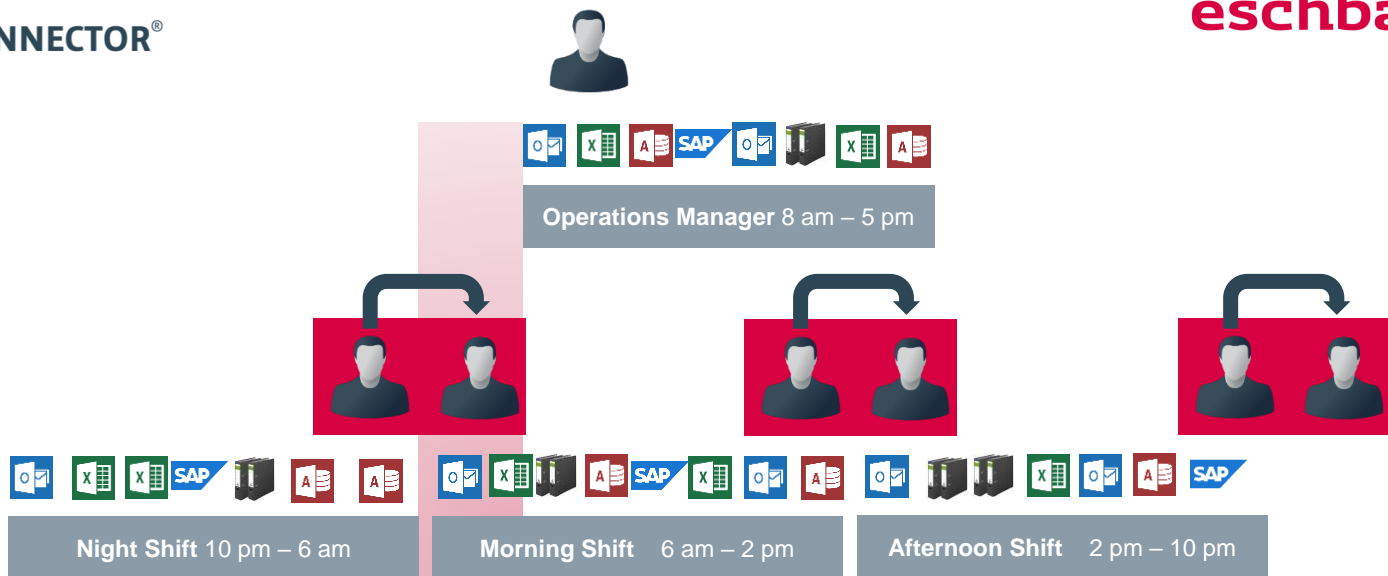 NNECTOR®
eschba
SAP
Operations Manager 8 am – 5 pm
SAP
SAP
SAP
Night Shift 10 pm – 6 am
Morning Shift 6 am – 2 pm
Afternoon Shift 2 pm – 10 pm